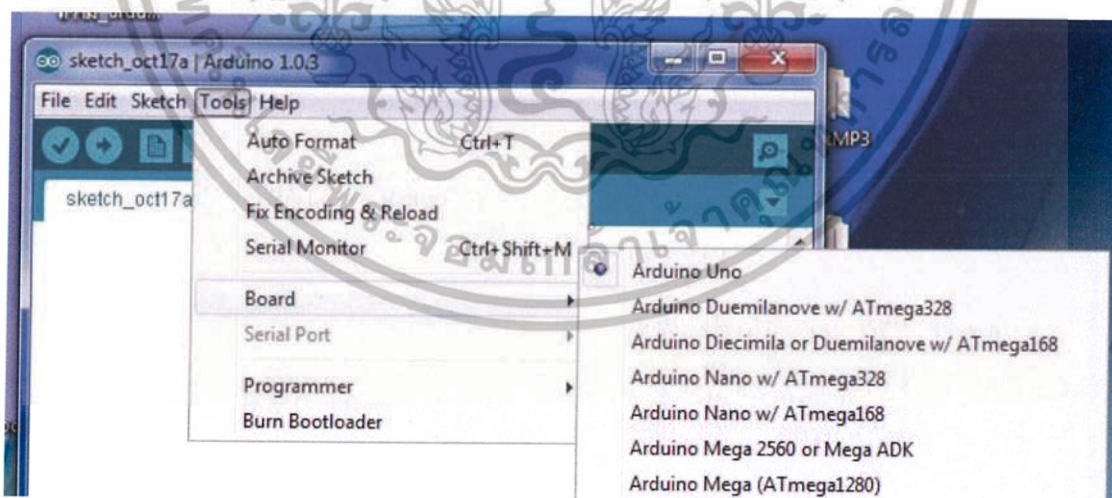 sketch_oct17a | Arduino 1.0.3
File Edit Sketch Tools Help
MP3
Auto Format Ctrl+T
Archive Sketch
sketch_oct17a
Fix Encoding & Reload
Serial Monitor Ctrl+Shift+M
Board
Serial Port
Programmer
Burn Bootloader
Arduino Uno
Arduino Duemilanove w/ ATmega328
Arduino Diecimila or Duemilanove w/ ATmega168
Arduino Nano w/ ATmega328
Arduino Nano w/ ATmega168
Arduino Mega 2560 or Mega ADK
Arduino Mega (ATmega1280)